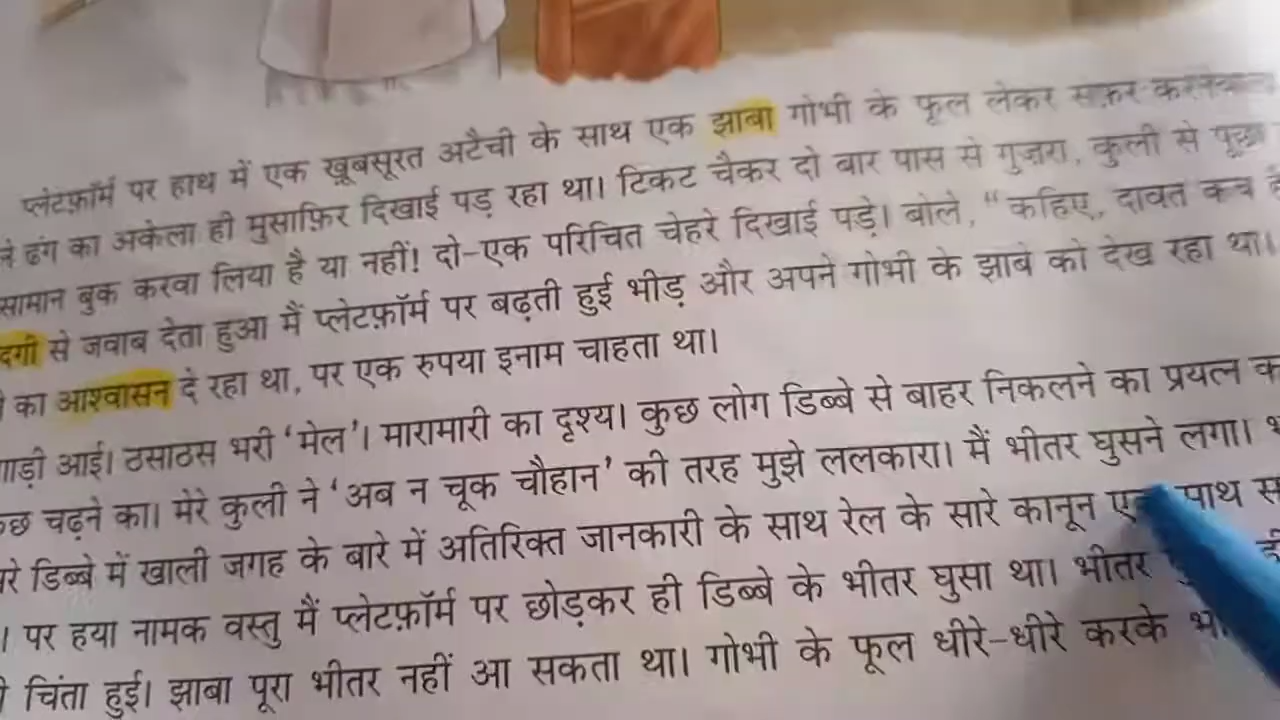 प्लेटफ़ॉर्म पर हाथ में एक ख़ूबसूरत अटैची के साथ एक झाबा गोभी के फूल लेकर सफ़र
ढंग का अकेला ही मुसाफ़िर दिखाई पड़ रहा था। टिकट चैकर दो बार पास से गुज़रा, कुली से पूछा
सामान बुक करवा लिया है या नहीं! दो-एक परिचित चेहरे दिखाई पड़े। बोले, “कहिए, दावत कब
से जवाब देता हुआ मैं प्लेटफ़ॉर्म पर बढ़ती हुई भीड़ और अपने गोभी के झाबे को देख रहा था।
का आश्वासन दे रहा था, पर एक रुपया इनाम चाहता था।
आई। ठसाठस भरी ‘मेल’। मारामारी का दृश्य। कुछ लोग डिब्बे से बाहर निकलने का प्रयत्न
चढ़ने का। मेरे कुली ने ‘अब न चूक चौहान’ की तरह मुझे ललकारा। मैं भीतर घुसने लगा।
डिब्बे में खाली जगह के बारे में अतिरिक्त जानकारी के साथ रेल के सारे कानून साथ
। पर हया नामक वस्तु मैं प्लेटफ़ॉर्म पर छोड़कर ही डिब्बे के भीतर घुसा था। भीतर
चिंता हुई। झाबा पूरा भीतर नहीं आ सकता था। गोभी के फूल धीरे-धीरे करके